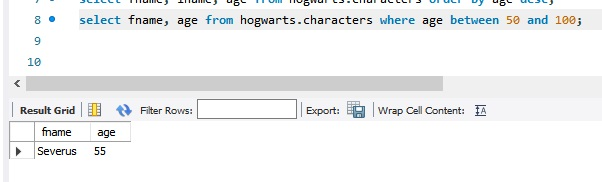 7 select fname, lname, age from hogwarts.characters order by age desc;
8 select fname, age from hogwarts.characters where age between 50 and 100;
9
10
Result Grid Filter Rows: Export: Wrap Cell Content: IA
fname age
Severus 55